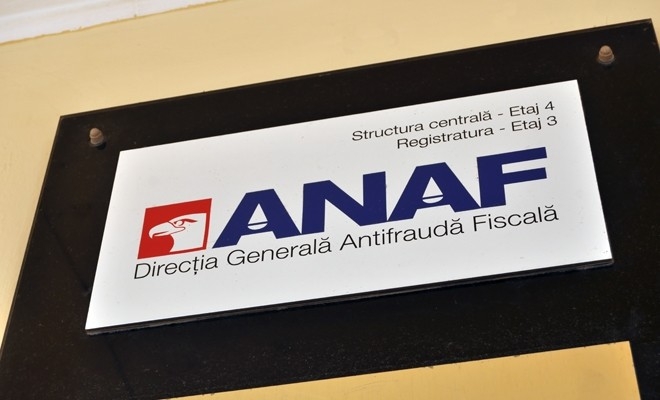 Structura centrală - Etaj 4
Registratura - Etaj 3
ANAF
Direcția Generală Antifraudă Fiscală